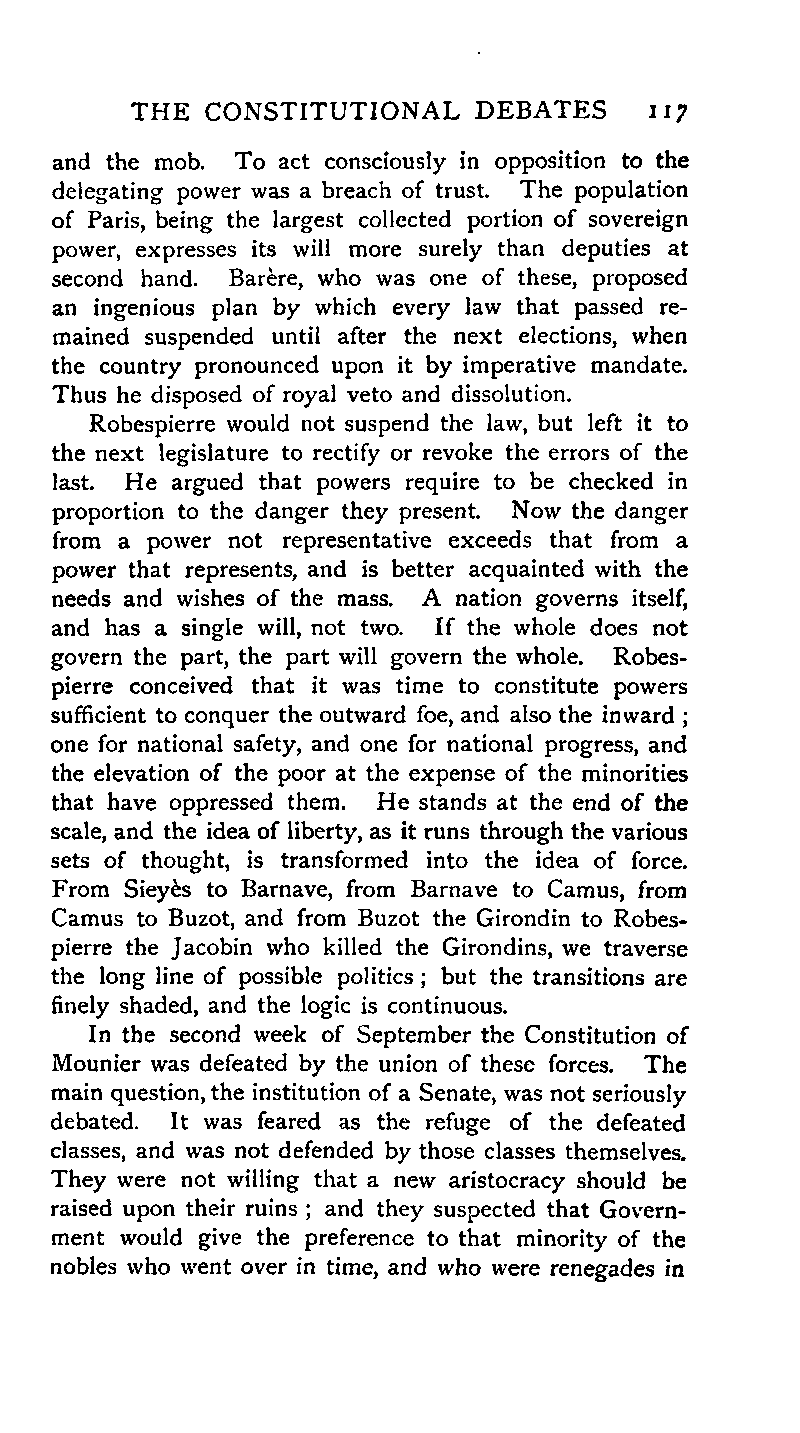 THE CONSTITUTIONAL DEBATES 117
and the mob. To act consciously in opposition to the
delegating power was a breach of trust. The population
of Paris, being the largest collected portion of sovereign
power, expresses its will more surely than deputies at
second hand. Barère, who was one of these, proposed
an ingenious plan by which every law that passed re-
mained suspended until after the next elections, when
the country pronounced upon it by imperative mandate.
Thus he disposed of royal veto and dissolution.
Robespierre would not suspend the law, but left it to
the next legislature to rectify or revoke the errors of the
last. He argued that powers require to be checked in
proportion to the danger they present. Now the danger
from a power not representative exceeds that from a
power that represents, and is better acquainted with the
needs and wishes of the mass. A nation governs itself,
and has a single will, not two. If the whole does not
govern the part, the part will govern the whole. Robes-
pierre conceived that it was time to constitute powers
sufficient to conquer the outward foe, and also the inward ;
one for national safety, and one for national progress, and
the elevation of the poor at the expense of the minorities
that have oppressed them. He stands at the end of the
scale, and the idea of liberty, as it runs through the various
sets of thought, is transformed into the idea of force.
From Sieyès to Barnave, from Barnave to Camus, from
Camus to Buzot, and from Buzot the Girondin to Robes-
pierre the Jacobin who killed the Girondins, we traverse
the long line of possible politics ; but the transitions are
finely shaded, and the logic is continuous.
In the second week of September the Constitution of
Mounier was defeated by the union of these forces. The
main question, the institution of a Senate, was not seriously
debated. It was feared as the refuge of the defeated
classes, and was not defended by those classes themselves.
They were not willing that a new aristocracy should be
raised upon their ruins ; and they suspected that Govern-
ment would give the preference to that minority of the
nobles who went over in time, and who were renegades in